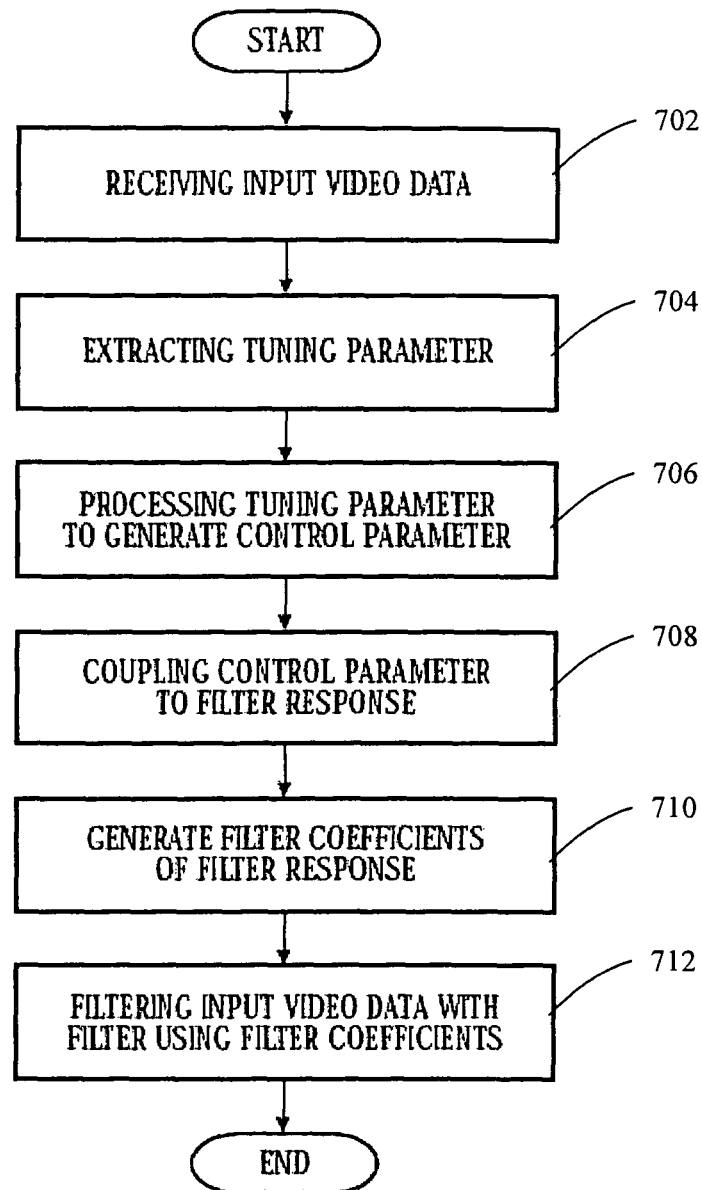 START
702
RECEIVING INPUT VIDEO DATA
704
EXTRACTING TUNING PARAMETER
706
PROCESSING TUNING PARAMETER
TO GENERATE CONTROL PARAMETER
708
COUPLING CONTROL PARAMETER
TO FILTER RESPONSE
710
GENERATE FILTER COEFFICIENTS
OF FILTER RESPONSE
712
FILTERING INPUT VIDEO DATA WITH
FILTER USING FILTER COEFFICIENTS
END